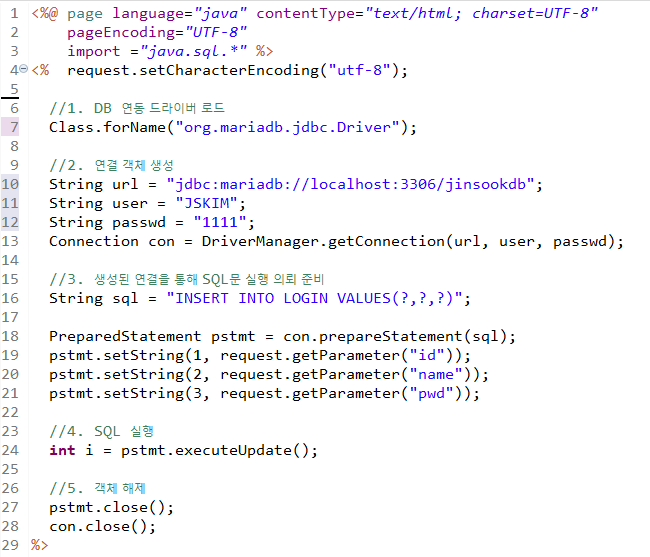 1 <%@ page language="java" contentType="text/html; charset=UTF-8"
2     pageEncoding="UTF-8"
3     import ="java.sql.*" %>
4 <%  request.setCharacterEncoding("utf-8");
5
6   //1. DB 연동 드라이버 로드
7   Class.forName("org.mariadb.jdbc.Driver");
8
9   //2. 연결 객체 생성
10   String url = "jdbc:mariadb://localhost:3306/jinsookdb";
11   String user = "JSKIM";
12   String passwd = "1111";
13   Connection con = DriverManager.getConnection(url, user, passwd);
14
15   //3. 생성된 연결을 통해 SQL문 실행 의뢰 준비
16   String sql = "INSERT INTO LOGIN VALUES(?,?,?)";
17
18   PreparedStatement pstmt = con.prepareStatement(sql);
19   pstmt.setString(1, request.getParameter("id"));
20   pstmt.setString(2, request.getParameter("name"));
21   pstmt.setString(3, request.getParameter("pwd"));
22
23   //4. SQL 실행
24   int i = pstmt.executeUpdate();
25
26   //5. 객체 해제
27   pstmt.close();
28   con.close();
29 %>